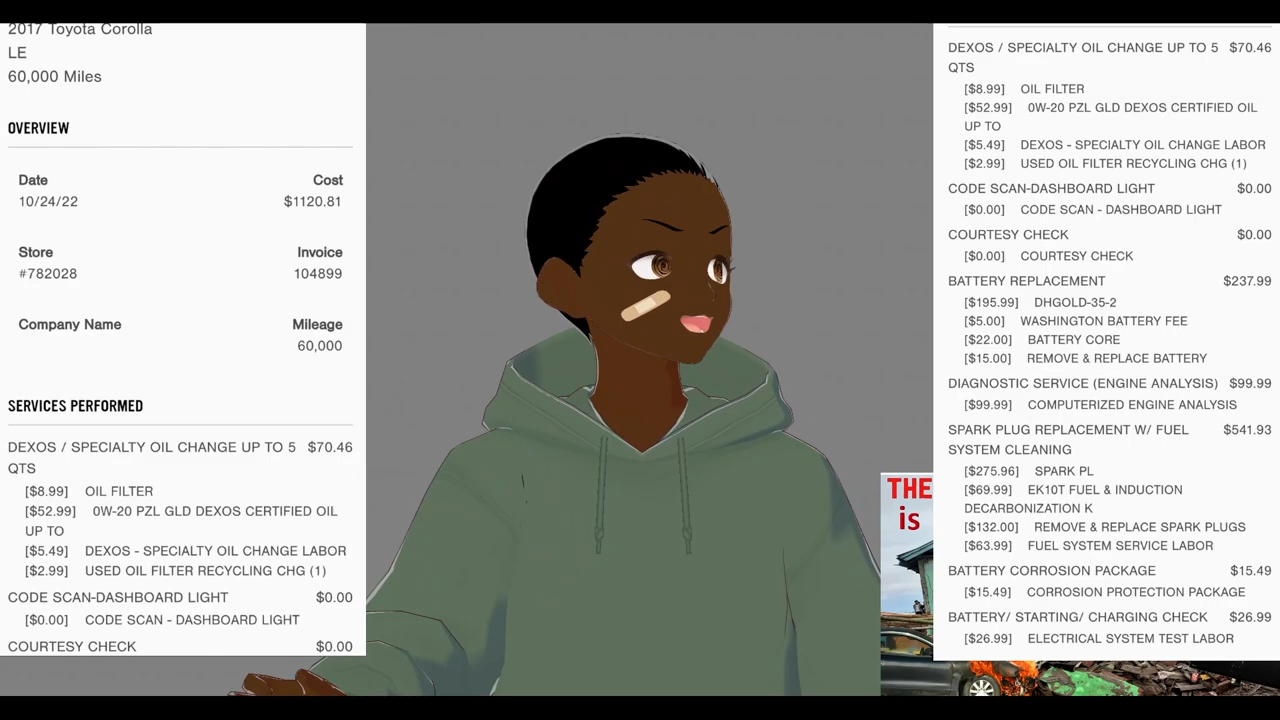 2017 Toyota Corolla
LE
60,000 Miles
OVERVIEW
Date Cost
10/24/22 $1120.81
Store Invoice
#782028 104899
Company Name Mileage
60,000
SERVICES PERFORMED
DEXOS / SPECIALTY OIL CHANGE UP TO 5 $70.46
QTS
[$8.99] OIL FILTER
[$52.99] 0W-20 PZL GLD DEXOS CERTIFIED OIL
UP TO
[$5.49] DEXOS - SPECIALTY OIL CHANGE LABOR
[$2.99] USED OIL FILTER RECYCLING CHG (1)
CODE SCAN-DASHBOARD LIGHT $0.00
[$0.00] CODE SCAN - DASHBOARD LIGHT
COURTESY CHECK $0.00
DEXOS / SPECIALTY OIL CHANGE UP TO 5 $70.46
QTS
[$8.99] OIL FILTER
[$52.99] 0W-20 PZL GLD DEXOS CERTIFIED OIL
UP TO
[$5.49] DEXOS - SPECIALTY OIL CHANGE LABOR
[$2.99] USED OIL FILTER RECYCLING CHG (1)
CODE SCAN-DASHBOARD LIGHT $0.00
[$0.00] CODE SCAN - DASHBOARD LIGHT
COURTESY CHECK $0.00
[$0.00] COURTESY CHECK
BATTERY REPLACEMENT $237.99
[$195.99] DHGOLD-35-2
[$5.00] WASHINGTON BATTERY FEE
[$22.00] BATTERY CORE
[$15.00] REMOVE & REPLACE BATTERY
DIAGNOSTIC SERVICE (ENGINE ANALYSIS) $99.99
[$99.99] COMPUTERIZED ENGINE ANALYSIS
SPARK PLUG REPLACEMENT W/ FUEL $541.93
SYSTEM CLEANING
[$275.96] SPARK PL
[$69.99] EK10T FUEL & INDUCTION
DECARBONIZATION K
[$132.00] REMOVE & REPLACE SPARK PLUGS
[$63.99] FUEL SYSTEM SERVICE LABOR
BATTERY CORROSION PACKAGE $15.49
[$15.49] CORROSION PROTECTION PACKAGE
BATTERY/ STARTING/ CHARGING CHECK $26.99
[$26.99] ELECTRICAL SYSTEM TEST LABOR
THE
is